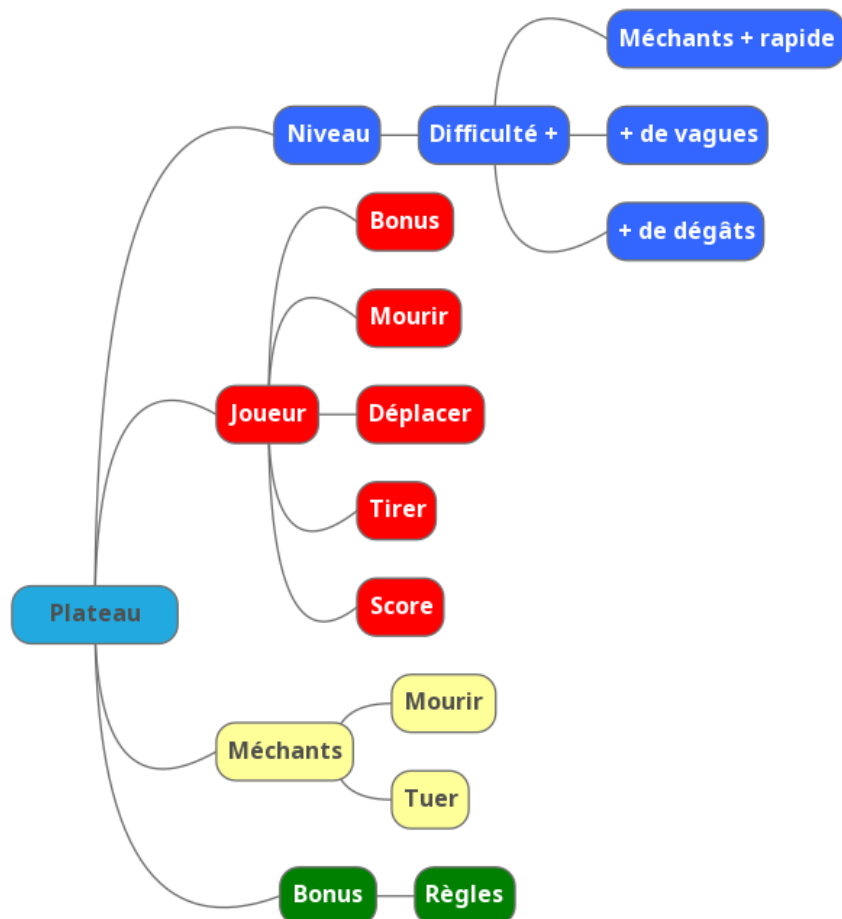 Méchants + rapide
Niveau
Difficulté +
+ de vagues
+ de dégâts
Bonus
Mourir
Joueur
Déplacer
Tirer
Score
Plateau
Méchants
Mourir
Tuer
Bonus
Règles